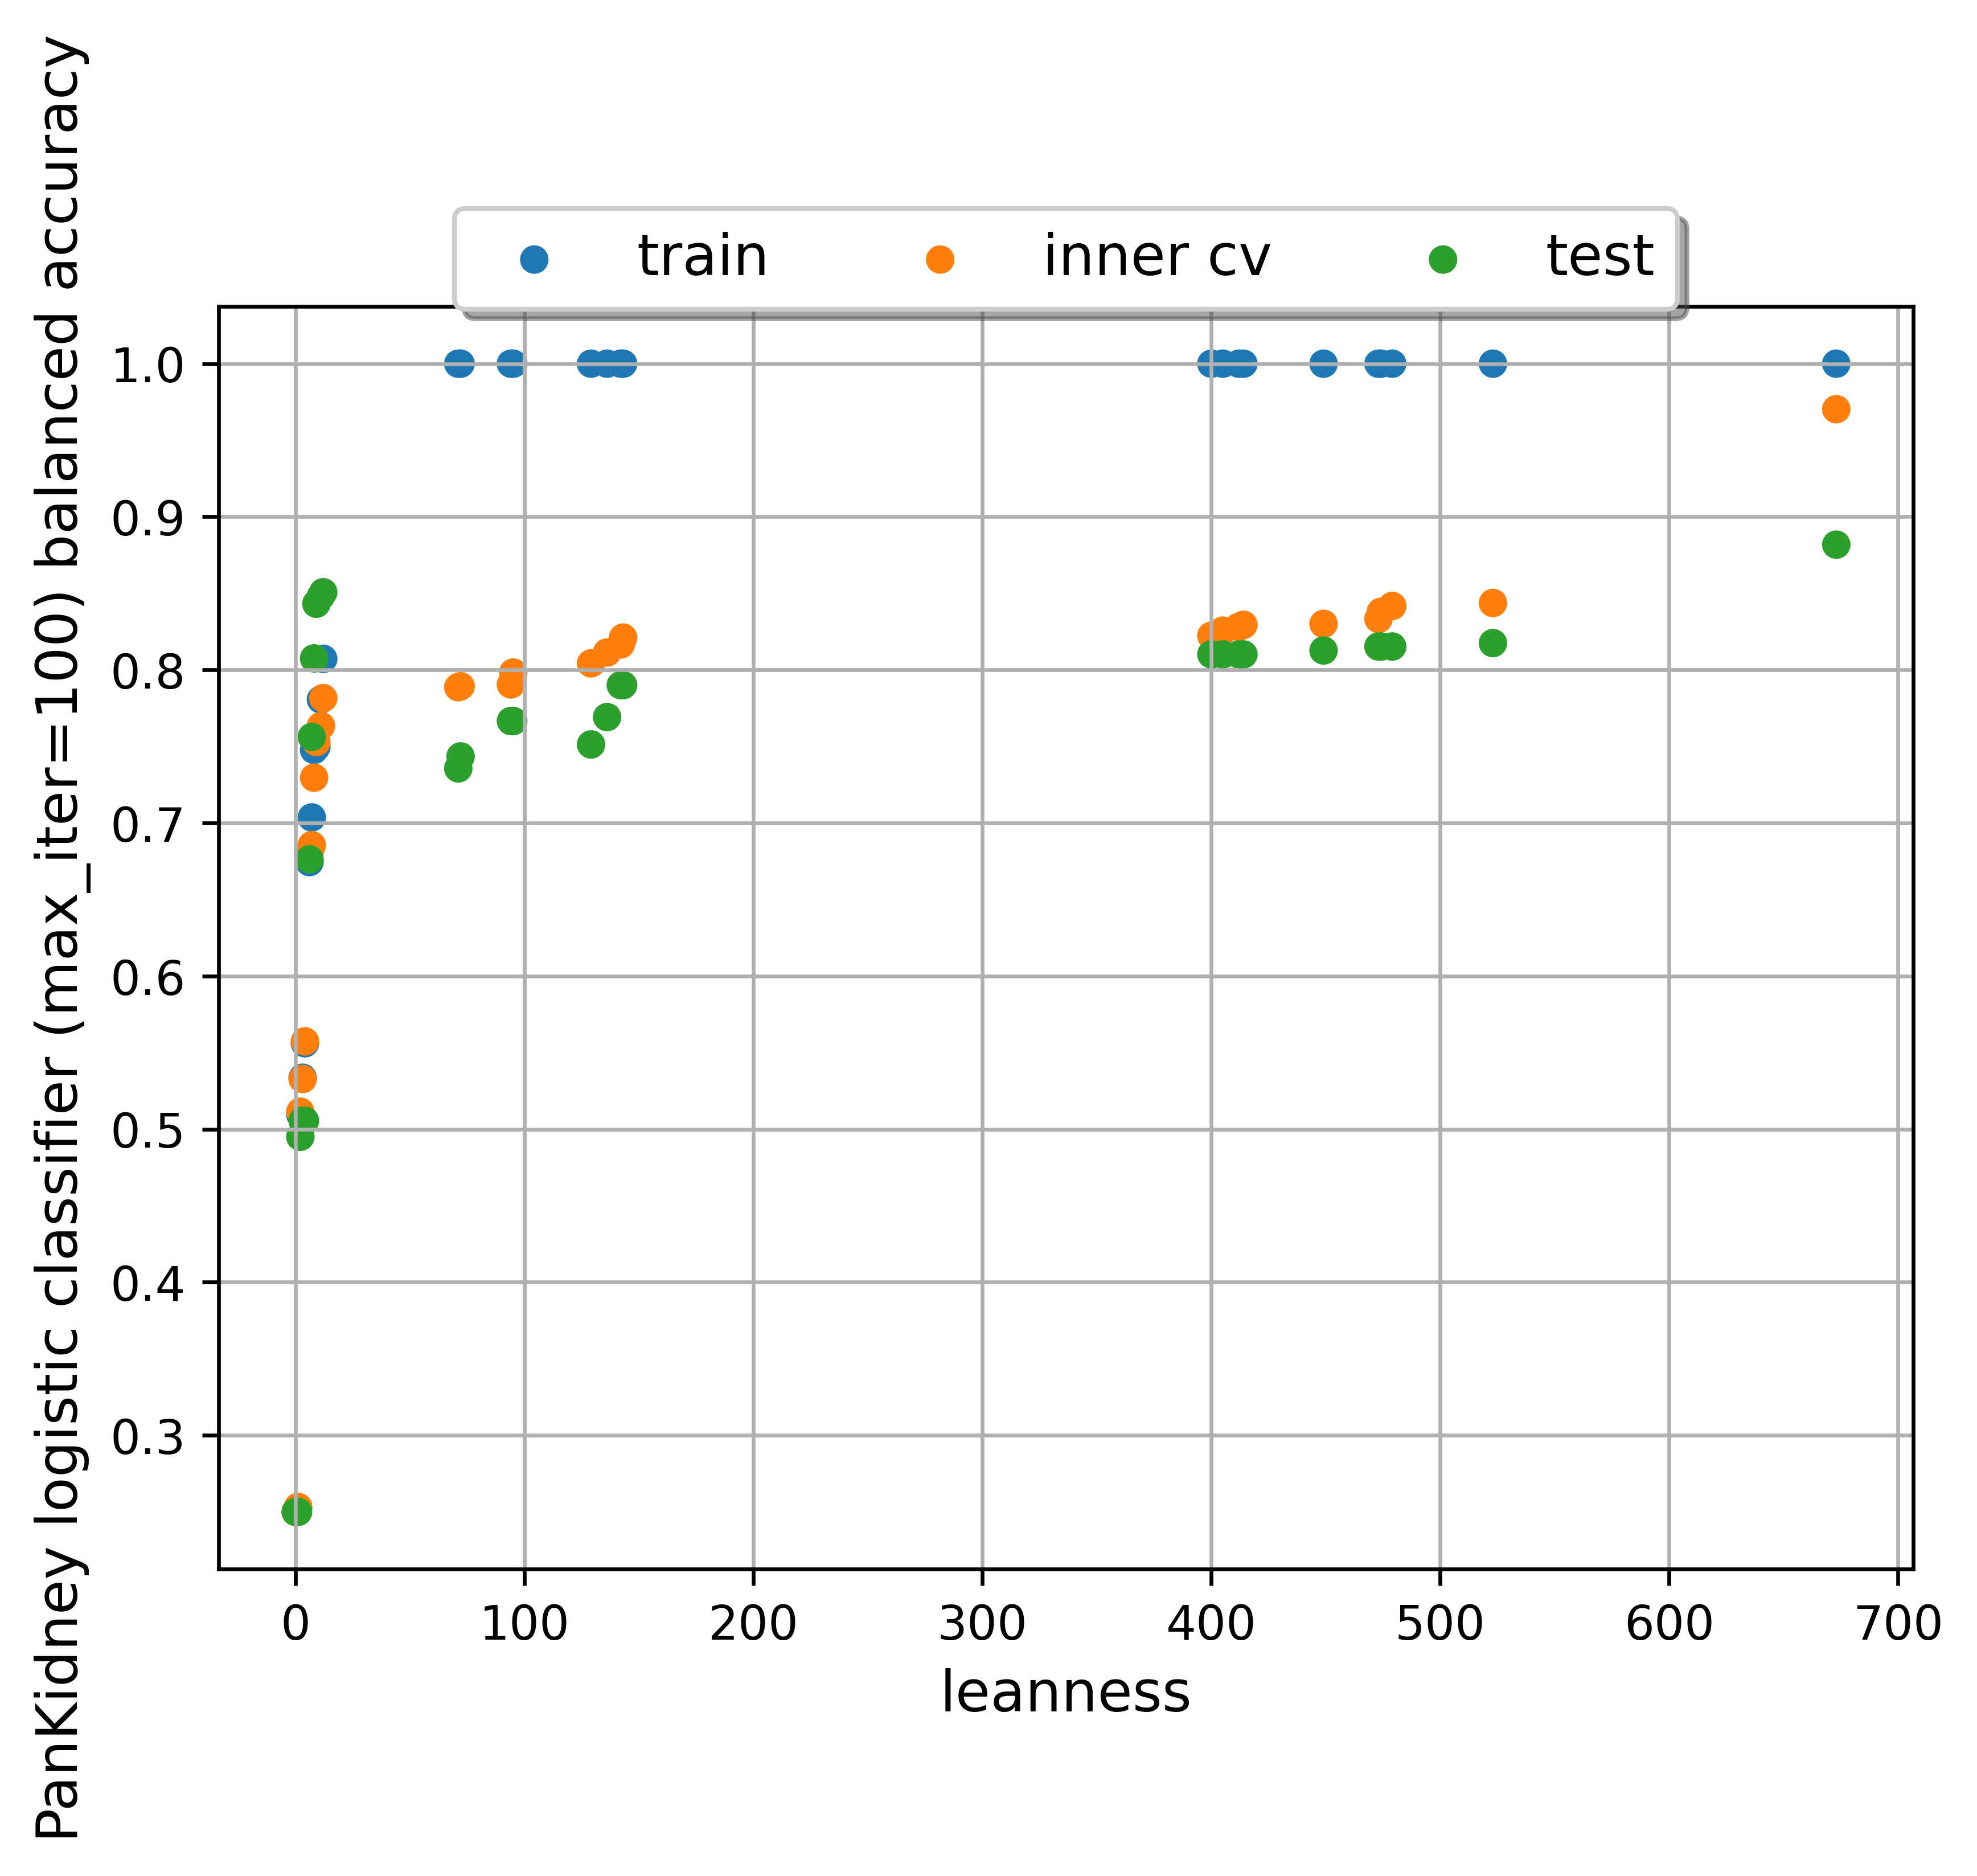 PanKidney logistic classifier (max_iter=100) balanced accuracy
train inner cv test
1.0
0.9
0.8
0.7
0.6
0.5
0.4
0.3
0 100 200 300 400 500 600 700
leanness